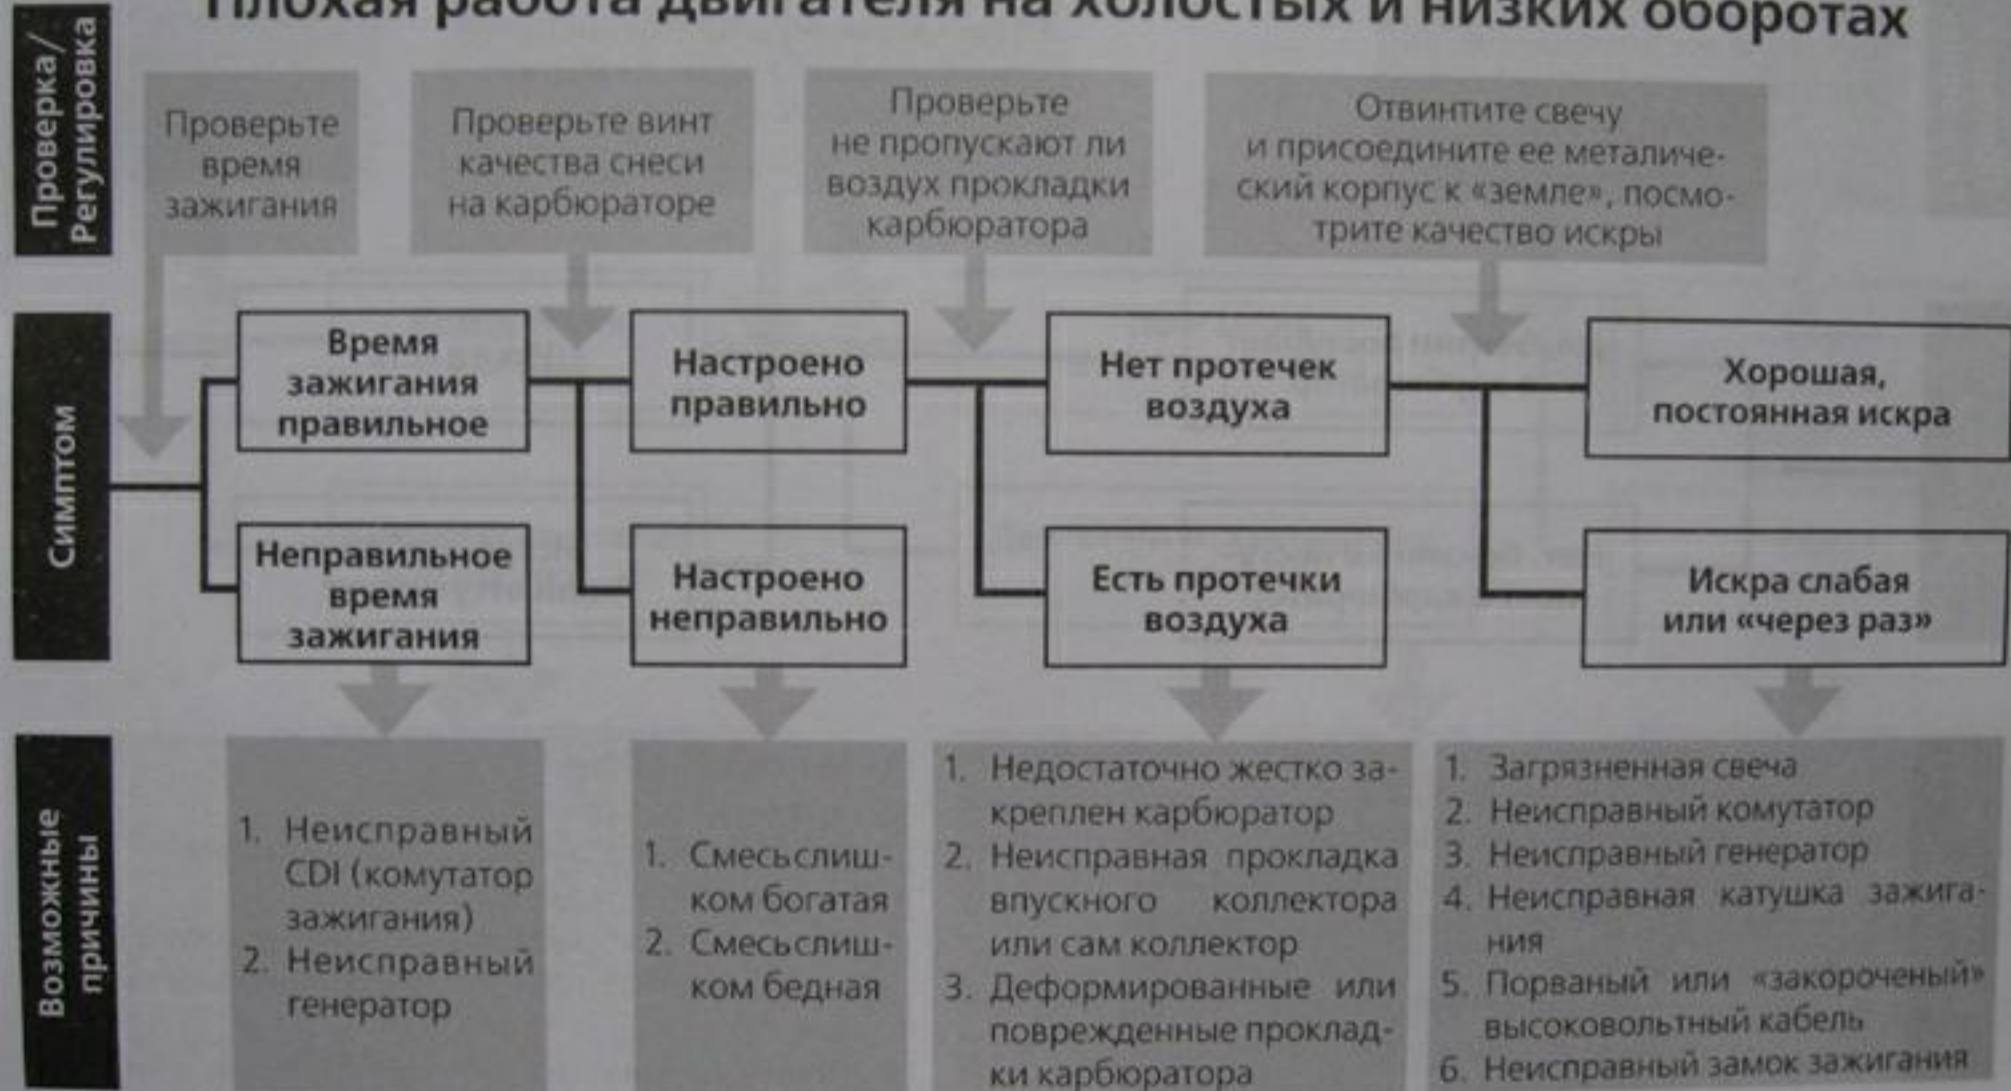 Плохая работа двигателя на холостых и низких оборотах
Проверка/
Регулировка
Проверьте
время
зажигания
Проверьте винт
качества снеси
на карбюраторе
Проверьте
не пропускают ли
воздух прокладки
карбюратора
Отвинтите свечу
и присоедините ее металиче-
ский корпус к «земле», посмо-
трите качество искры
Симптом
Время
зажигания
правильное
Настроено
правильно
Нет протечек
воздуха
Хорошая,
постоянная искра
Неправильное
время
зажигания
Настроено
неправильно
Есть протечки
воздуха
Искра слабая
или «через раз»
Возможные
причины
1. Неисправный
CDI (комутатор
зажигания)
2. Неисправный
генератор
1. Смесьслиш-
ком богатая
2. Смесьслиш-
ком бедная
1. Недостаточно жестко за-
креплен карбюратор
2. Неисправная прокладка
впускного коллектора
или сам коллектор
3. Деформированные или
поврежденные проклад-
ки карбюратора
1. Загрязненная свеча
2. Неисправный комутатор
3. Неисправный генератор
4. Неисправная катушка зажига-
ния
5. Порваный или «закороченый»
высоковольтный кабель
6. Неисправный замок зажигания